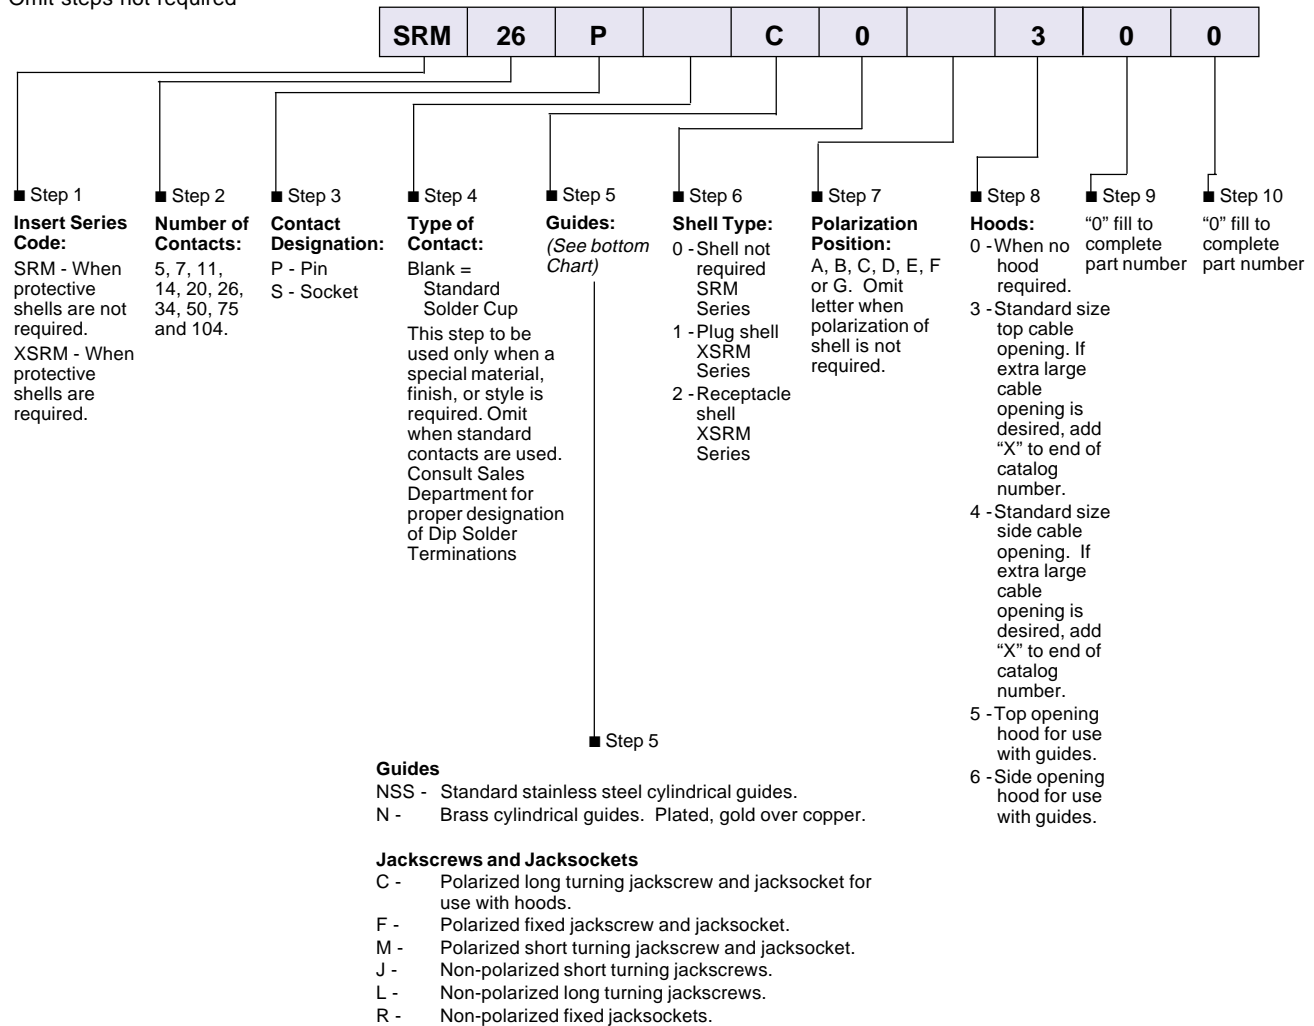 Omit steps not required
SRM 26 P C 0 3 0 0
■ Step 1
Insert Series
Code:
SRM - When
protective
shells are not
required.
XSRM - When
protective
shells are
required.
■ Step 2
Number of
Contacts:
5, 7, 11,
14, 20, 26,
34, 50, 75
and 104.
■ Step 3
Contact
Designation:
P - Pin
S - Socket
■ Step 4
Type of
Contact:
Blank =
Standard
Solder Cup
This step to be
used only when a
special material,
finish, or style is
required. Omit
when standard
contacts are used.
Consult Sales
Department for
proper designation
of Dip Solder
Terminations
■ Step 5
Guides:
(See bottom
Chart)
■ Step 6
Shell Type:
0 - Shell not
required
SRM
Series
1 - Plug shell
XSRM
Series
2 - Receptacle
shell
XSRM
Series
■ Step 7
Polarization
Position:
A, B, C, D, E, F
or G. Omit
letter when
polarization of
shell is not
required.
■ Step 8
Hoods:
0 - When no
hood
required.
3 - Standard size
top cable
opening. If
extra large
cable
opening is
desired, add
“X” to end of
catalog
number.
4 - Standard size
side cable
opening. If
extra large
cable
opening is
desired, add
“X” to end of
catalog
number.
5 - Top opening
hood for use
with guides.
6 - Side opening
hood for use
with guides.
■ Step 9
“0” fill to
complete
part number
■ Step 10
“0” fill to
complete
part number
■ Step 5
Guides
NSS - Standard stainless steel cylindrical guides.
N - Brass cylindrical guides. Plated, gold over copper.
Jackscrews and Jacksockets
C - Polarized long turning jackscrew and jacksocket for
use with hoods.
F - Polarized fixed jackscrew and jacksocket.
M - Polarized short turning jackscrew and jacksocket.
J - Non-polarized short turning jackscrews.
L - Non-polarized long turning jackscrews.
R - Non-polarized fixed jacksockets.